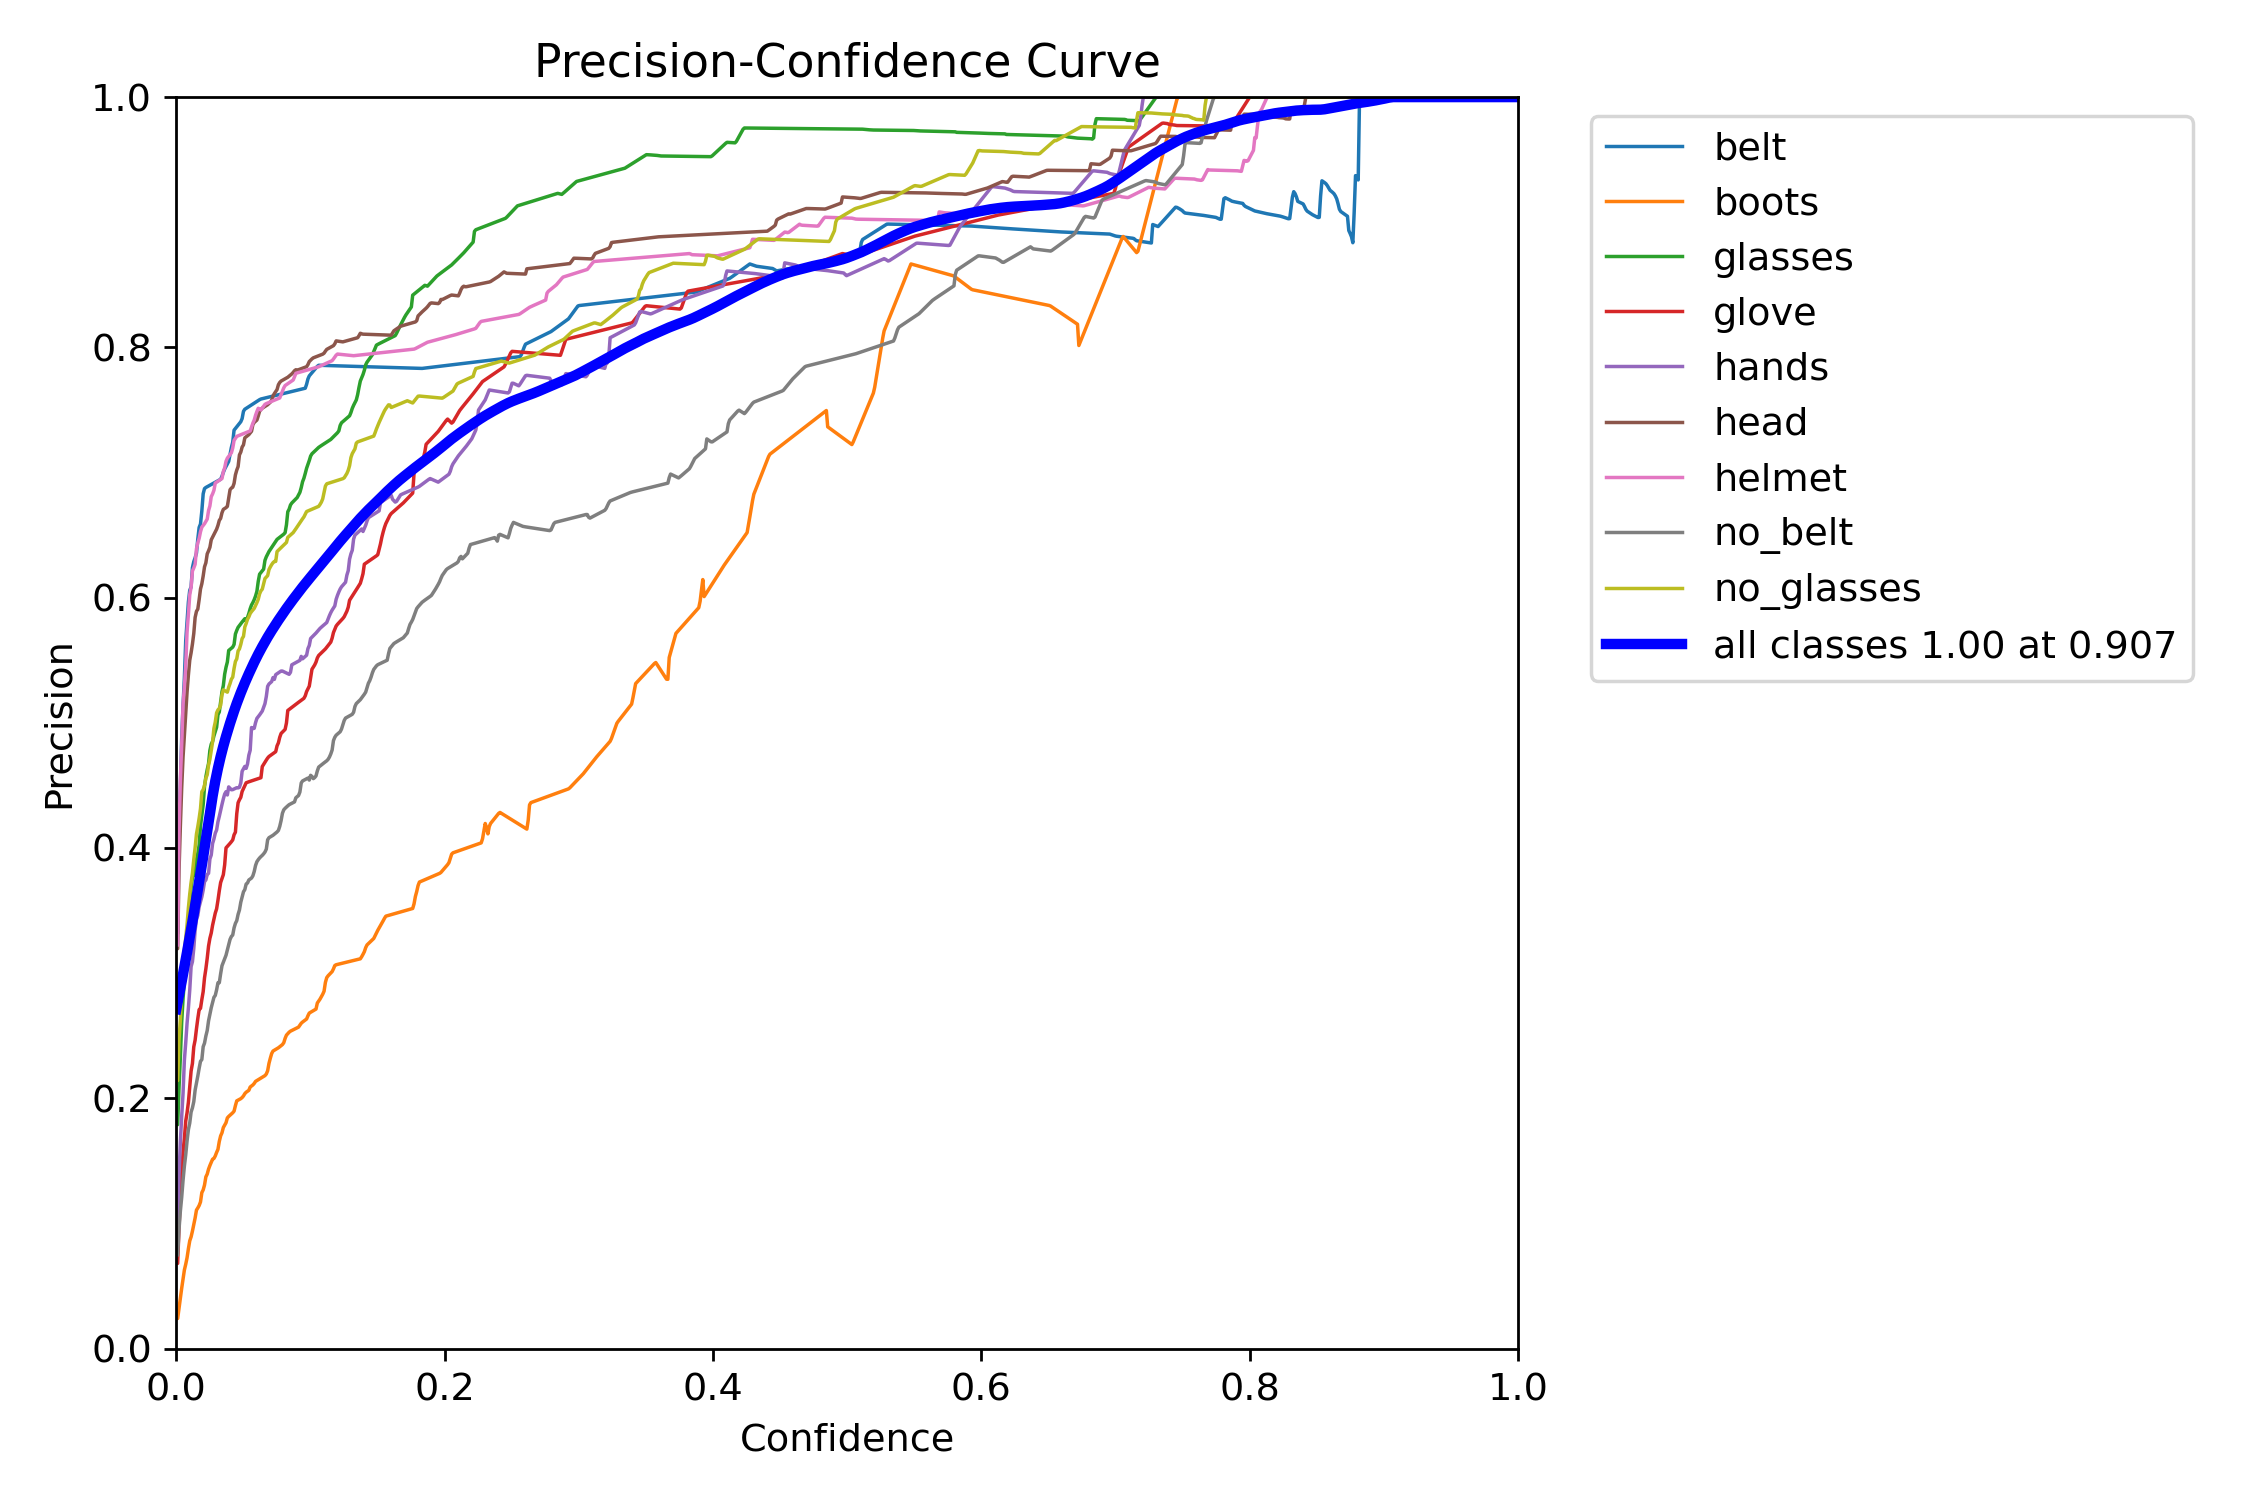 Precision-Confidence Curve
1.0
0.8
0.6
0.4
0.2
0.0
Precision
0.0 0.2 0.4 0.6 0.8 1.0
Confidence
belt
boots
glasses
glove
hands
head
helmet
no_belt
no_glasses
all classes 1.00 at 0.907